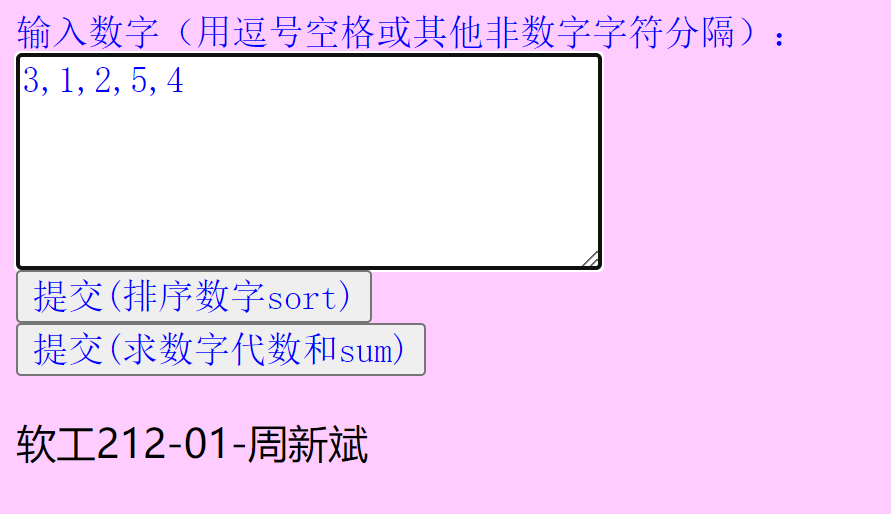 输入数字（用逗号空格或其他非数字字符分隔）：
3,1,2,5,4
提交(排序数字sort)
提交(求数字代数和sum)
软工212-01-周新斌